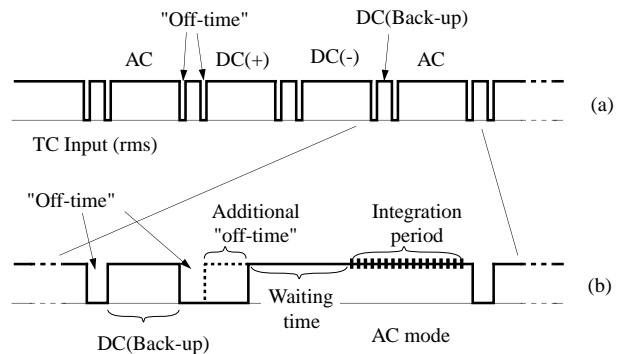 "Off-time"
DC(Back-up)
AC
DC(+)
DC(-)
AC
(a)
TC Input (rms)
"Off-time"
Additional
"off-time"
Integration
period
(b)
Waiting
time
DC(Back-up)
AC mode